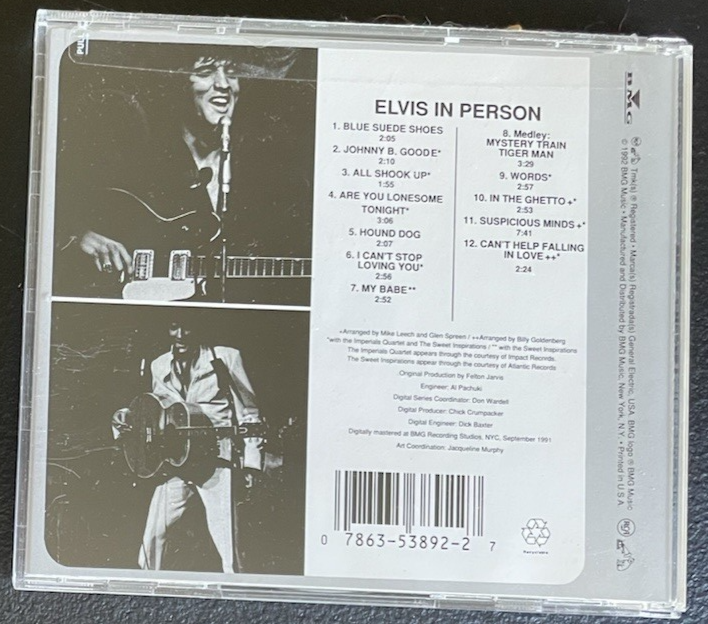 PULL
ELVIS IN PERSON
1. BLUE SUEDE SHOES
2:05
2. JOHNNY B. GOODE*
2:10
3. ALL SHOOK UP*
1:55
4. ARE YOU LONESOME
TONIGHT*
3:06
5. HOUND DOG
2:07
6. I CAN'T STOP
LOVING YOU*
2:56
7. MY BABE**
2:52
8. Medley:
MYSTERY TRAIN
TIGER MAN
3:29
9. WORDS*
2:57
10. IN THE GHETTO+*
2:53
11. SUSPICIOUS MINDS+*
7:41
12. CAN'T HELP FALLING
IN LOVE++*
2:24
+Arranged by Mike Leech and Glen Spreen / ++Arranged by Billy Goldenberg
*with the Imperials Quartet and The Sweet Inspirations / ** with the Sweet Inspirations
The Imperials Quartet appears through the courtesy of Impact Records.
The Sweet Inspirations appear through the courtesy of Atlantic Records
Original Production by Felton Jarvis
Engineer: Al Pachuki
Digital Series Coordinator: Don Wardell
Digital Producer: Chick Crumpacker
Digital Engineer: Dick Baxter
Digitally mastered at BMG Recording Studios, NYC, September 1991
Art Coordination: Jacqueline Murphy
0 7863-53892-2 7
Recyclable
BMG
Tmk(s) ® Registered • Marca(s) Registrada(s) General Electric, USA. BMG logo ® BMG Music
© 1992 BMG Music • Manufactured and Distributed by BMG Music, New York, N.Y. • Printed in U.S.A.
RCA